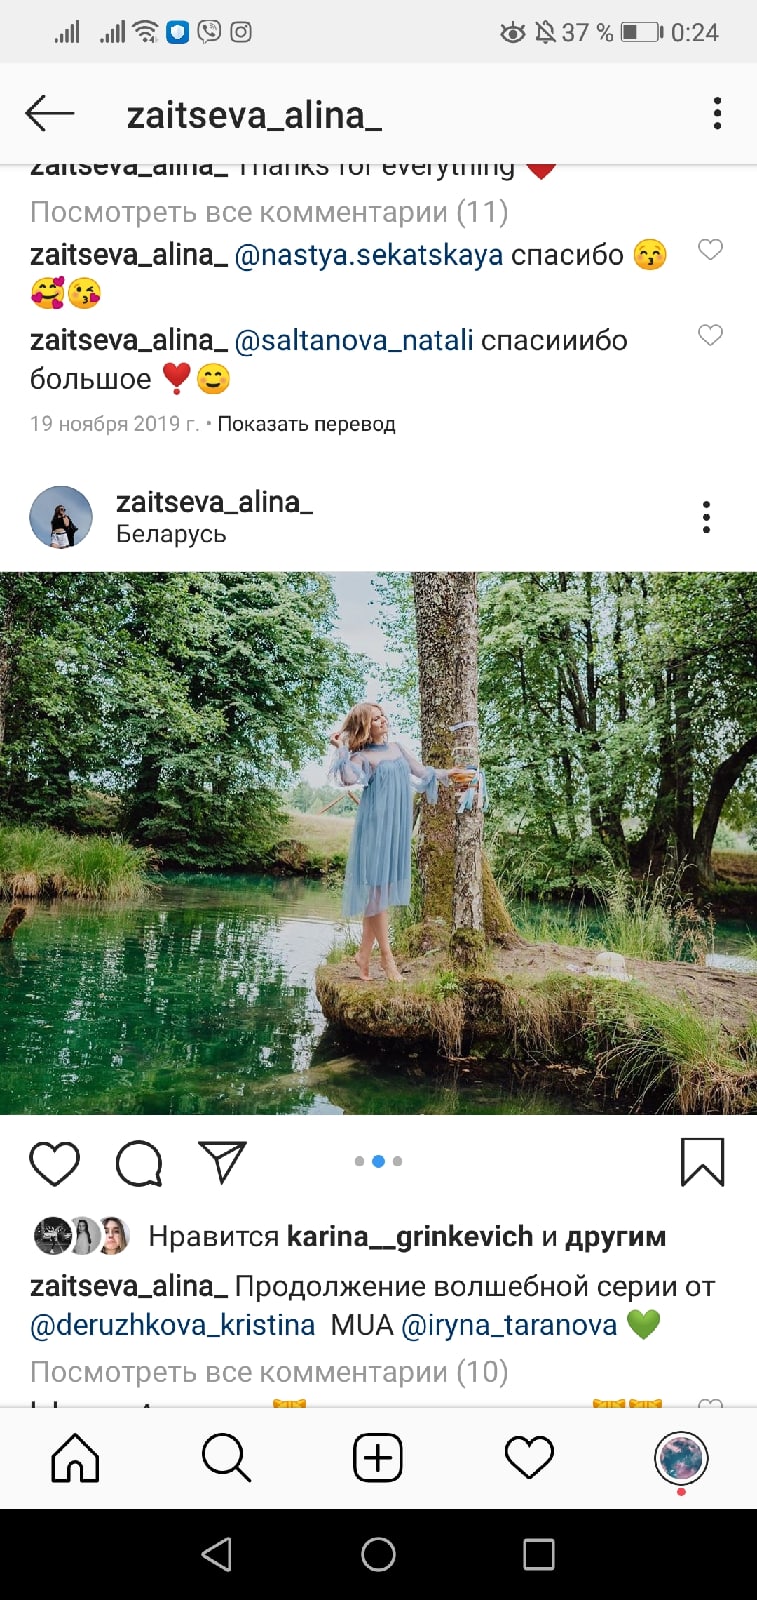 37 % 0:24
zaitseva_alina_
zaitseva_alina_ Thanks for everything ❤️
Посмотреть все комментарии (11)
zaitseva_alina_ @nastya.sekatskaya спасибо 😚
🥰😘
zaitseva_alina_ @saltanova_natali спасииибо
большое ❣️😊
19 ноября 2019 г. • Показать перевод
zaitseva_alina_
Беларусь
Нравится karina__grinkevich и другим
zaitseva_alina_ Продолжение волшебной серии от
@deruzhkova_kristina MUA @iryna_taranova 💚
Посмотреть все комментарии (10)